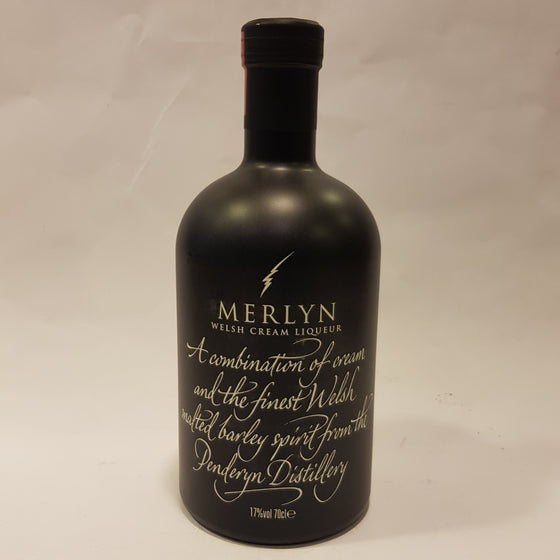 MERLYN
WELSH CREAM LIQUEUR
A combination of cream
and the finest Welsh
malted barley spirit from the
Penderyn Distillery
17%vol 70cl℮